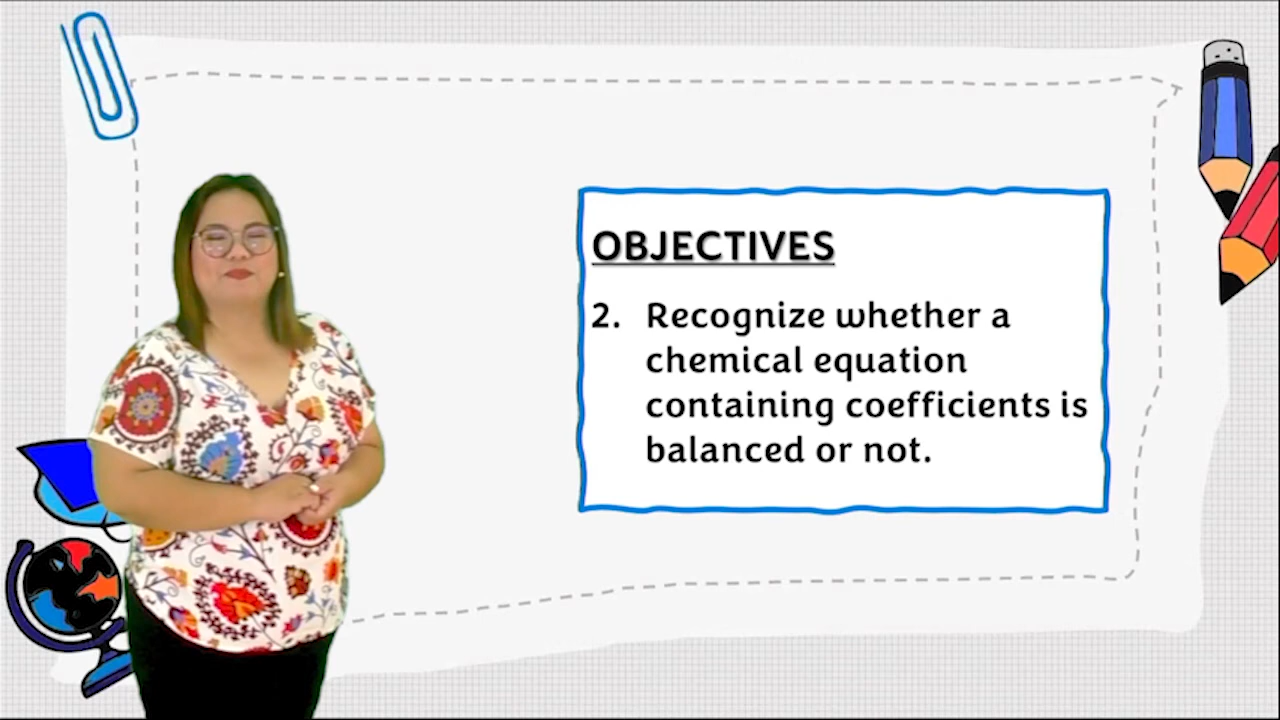 OBJECTIVES
2. Recognize whether a
chemical equation
containing coefficients is
balanced or not.